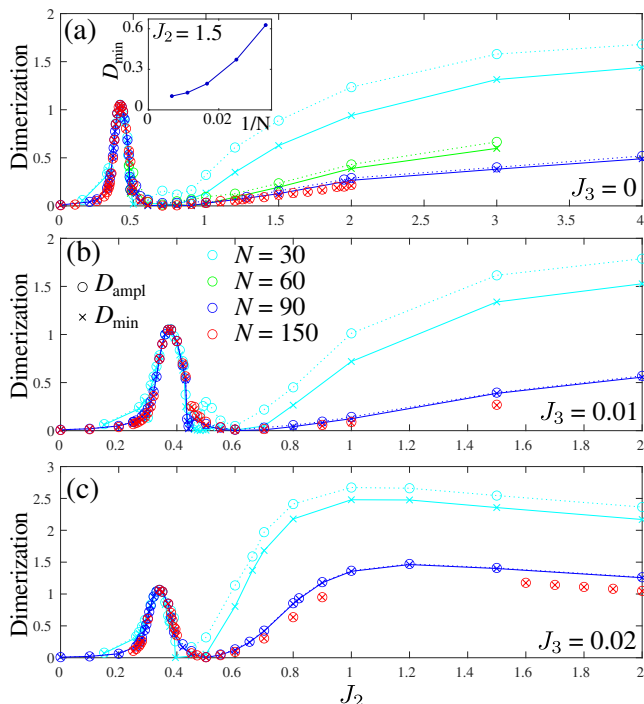 (a)
J₂ = 1.5
D_min
0.6
0.3
0
0.02
1/N
Dimerization
2
1.5
1
0.5
0
J₃ = 0
0 0.5 1 1.5 2 2.5 3 3.5 4
(b)
D_ampl
D_min
N = 30
N = 60
N = 90
N = 150
Dimerization
2
1.5
1
0.5
0
J₃ = 0.01
0 0.2 0.4 0.6 0.8 1 1.2 1.4 1.6 1.8 2
(c)
Dimerization
3
2.5
2
1.5
1
0.5
0
J₃ = 0.02
0 0.2 0.4 0.6 0.8 1 1.2 1.4 1.6 1.8 2
J₂